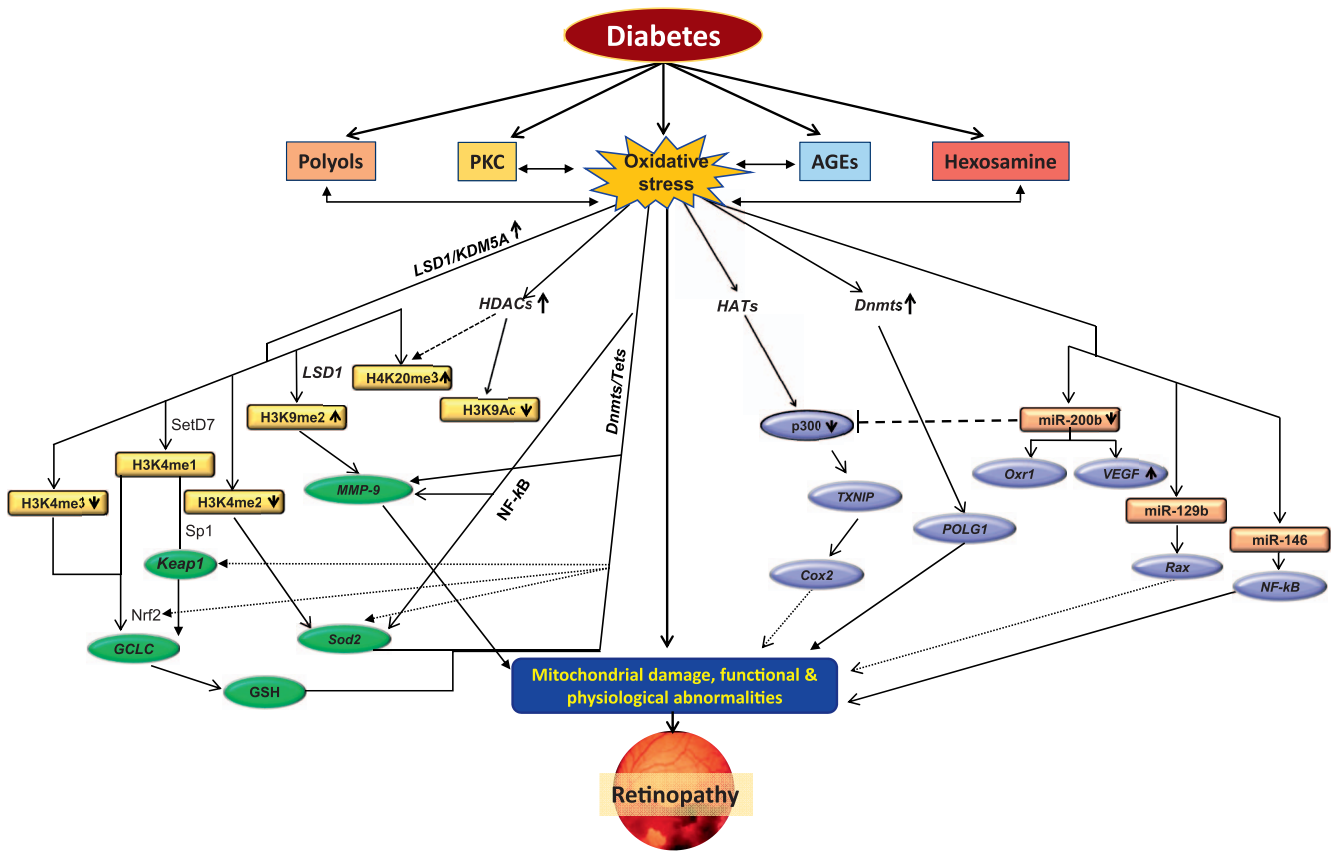 Diabetes
Polyols
PKC
Oxidative
stress
AGEs
Hexosamine
LSD1/KDM5A
HDACs
HATs
Dnmts
LSD1
H4K20me3
H3K9Ac
Dnmts/Tets
H3K9me2
SetD7
p300
miR-200b
H3K4me1
Oxr1
VEGF
H3K4me3
H3K4me2
MMP-9
NF-kB
TXNIP
miR-129b
Sp1
POLG1
miR-146
Keap1
Cox2
Rax
NF-kB
Nrf2
GCLC
Sod2
GSH
Mitochondrial damage, functional &
physiological abnormalities
Retinopathy